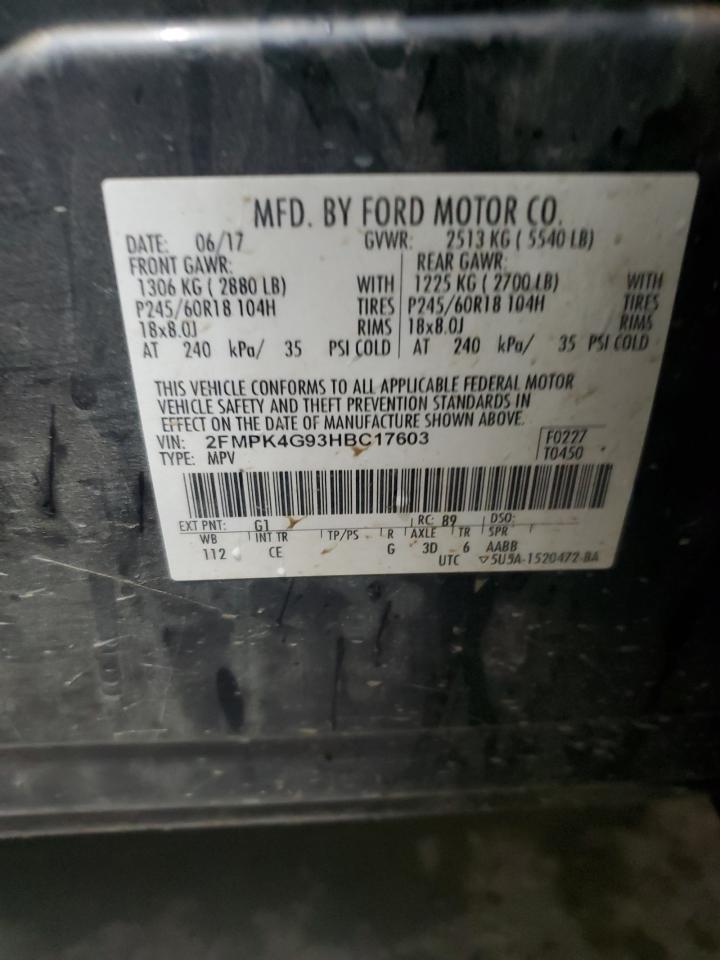 MFD. BY FORD MOTOR CO.
DATE: 06/17 GVWR: 2513 KG ( 5540 LB)
FRONT GAWR: REAR GAWR:
1306 KG ( 2880 LB) WITH 1225 KG ( 2700 LB) WITH
P245/60R18 104H TIRES P245/60R18 104H TIRES
18x8.0J RIMS 18x8.0J RIMS
AT 240 kPa/ 35 PSI COLD AT 240 kPa/ 35 PSI COLD
THIS VEHICLE CONFORMS TO ALL APPLICABLE FEDERAL MOTOR
VEHICLE SAFETY AND THEFT PREVENTION STANDARDS IN
EFFECT ON THE DATE OF MANUFACTURE SHOWN ABOVE.
VIN: 2FMPK4G93HBC17603 F0227
TYPE: MPV T0450
EXT PNT: G1 RC: 89 DSO:
WB INT TR TP/PS R AXLE TR SPR
112 CE G 3D 6 AABB
UTC ▽5U5A-1520472-BA